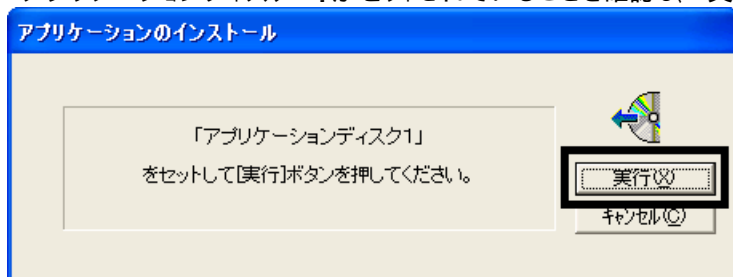 アプリケーションのインストール
「アプリケーションディスク1」
をセットして[実行]ボタンを押してください。
実行(X)
キャンセル(C)